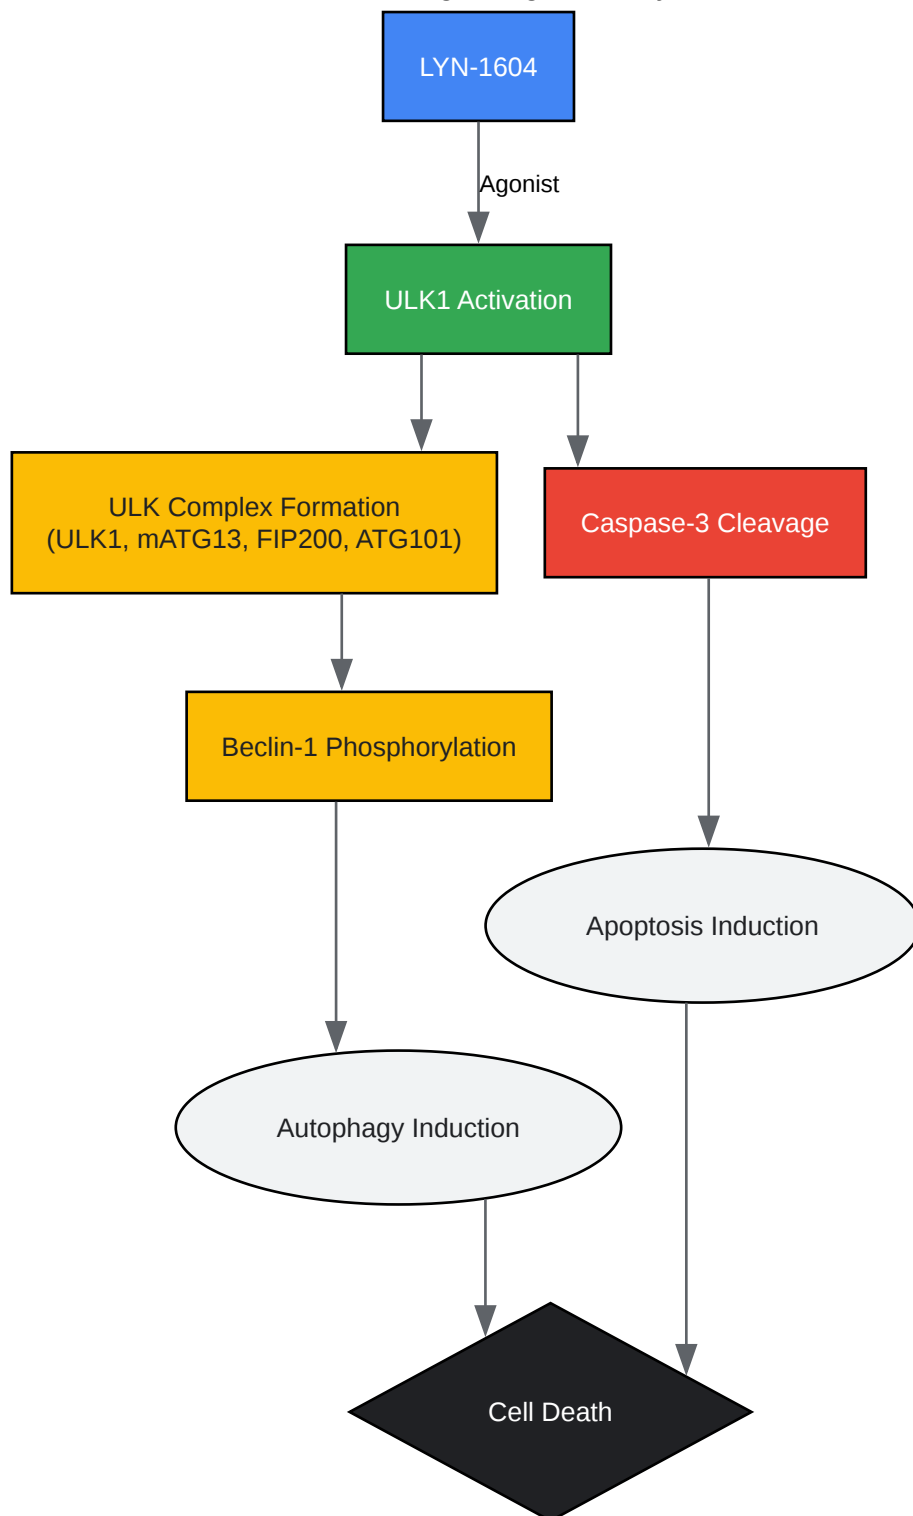 LYN-1604
Agonist
ULK1 Activation
ULK Complex Formation
(ULK1, mATG13, FIP200, ATG101)
Caspase-3 Cleavage
Beclin-1 Phosphorylation
Apoptosis Induction
Autophagy Induction
Cell Death